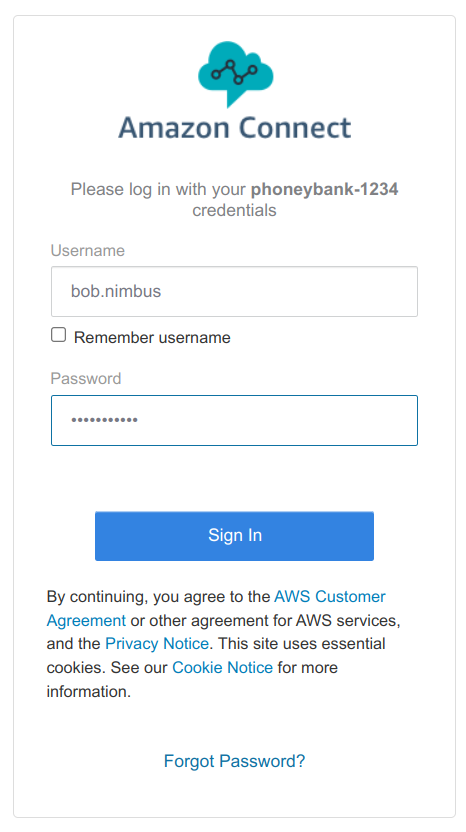 Amazon Connect
Please log in with your phoneybank-1234
credentials
Username
bob.nimbus
Remember username
Password
•••••••••••
Sign In
By continuing, you agree to the AWS Customer
Agreement or other agreement for AWS services,
and the Privacy Notice. This site uses essential
cookies. See our Cookie Notice for more
information.
Forgot Password?